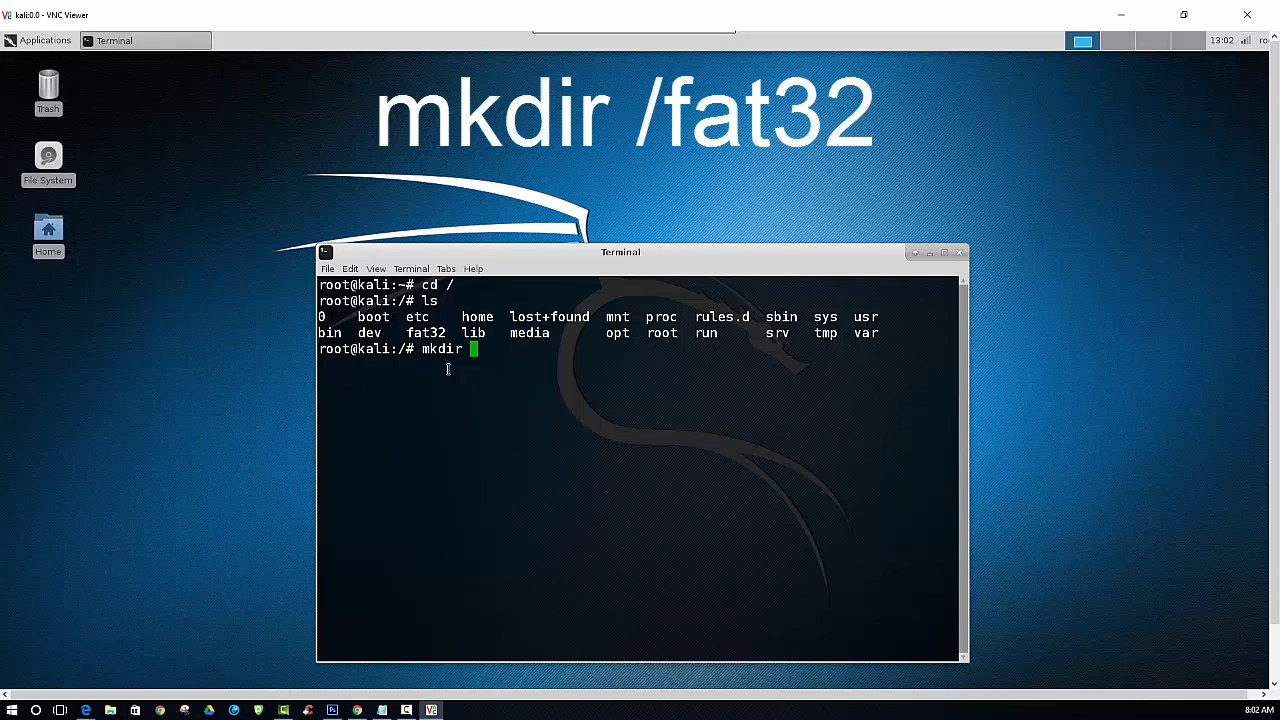 kali:0.0 - VNC Viewer
Applications
Terminal
13:02
ro
Trash
File System
Home
mkdir /fat32
Terminal
File Edit View Terminal Tabs Help
root@kali:~# cd /
root@kali:/# ls
0 boot etc home lost+found mnt proc rules.d sbin sys usr
bin dev fat32 lib media opt root run srv tmp var
root@kali:/# mkdir
8:02 AM